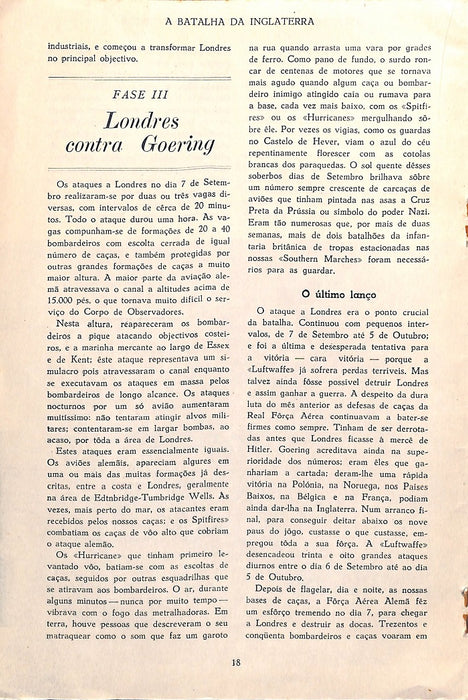 A BATALHA DA INGLATERRA
industriais, e começou a transformar Londres
no principal objectivo.
FASE III
Londres
contra Goering
Os ataques a Londres no dia 7 de Setem-
bro realizaram-se por duas ou três vagas di-
versas, com intervalos de cêrca de 20 minu-
tos. Todo o ataque durou uma hora. As va-
gas compunham-se de formações de 20 a 40
bombardeiros com escolta cerrada de igual
número de caças, e também protegidas por
outras grandes formações de caças a muito
maior altura. A maior parte da aviação ale-
mã atravessava o canal a altitudes acima de
15.000 pés, o que tornava muito difícil o ser-
viço do Corpo de Observadores.
Nesta altura, reapareceram os bombar-
deiros a pique atacando objectivos costei-
ros, e a marinha mercante ao largo de Essex
e de Kent; êste ataque representava um si-
mulacro pois atravessaram o canal enquanto
se executavam os ataques em massa pelos
bombardeiros de longo alcance. Os ataques
nocturnos por um só avião aumentaram
muitíssimo: não tentaram atingir alvos mili-
tares; contentaram-se em largar bombas, ao
acaso, por tôda a área de Londres.
Estes ataques eram essencialmente iguais.
Os aviões alemãis, apareciam algures em
uma ou mais das muitas formações já des-
critas, entre a costa e Londres, geralmente
na área de Edtnbridge-Tumbridge Wells. Às
vezes, mais perto do mar, os atacantes eram
recebidos pelos nossos caças; e os Spitfires»
combatiam os caças de vôo alto que cobriam
o ataque alemão.
Os «Hurricane» que tinham primeiro le-
vantado vôo, batiam-se com as escoltas de
caças, seguidos por outras esquadrilhas que
se atiravam aos bombardeiros. O ar, durante
alguns minutos — nunca por muito tempo —
vibrava com o fogo das metralhadoras. Em
terra, houve pessoas que descreveram o seu
matraquear como o som que faz um garoto
na rua quando arrasta uma vara por grades
de ferro. Como pano de fundo, o surdo ron-
car de centenas de motores que se tornava
mais agudo quando algum caça ou bombar-
deiro inimigo atingido caía ou rumava para
a base, cada vez mais baixo, com os «Spitfi-
res» ou os «Hurricanes» mergulhando sô-
bre êle. Por vezes os vigias, como os guardas
no Castelo de Hever, viam o azul do céu
repentinamente florescer com as cotolas
brancas dos paraquedas. O sol quente dêsses
soberbos dias de Setembro brilhava sôbre
um número sempre crescente de carcaças de
aviões que tinham pintada nas asas a Cruz
Preta da Prússia ou símbolo do poder Nazi.
Eram tão numerosas que, por mais de duas
semanas, mais de dois batalhões da infan-
taria britânica de tropas estacionadas nas
nossas «Southern Marches» foram necessá-
rios para as guardar.
O último lanço
O ataque a Londres era o ponto crucial
da batalha. Continuou com pequenos inter-
valos, de 7 de Setembro até 5 de Outubro;
e foi a última e desesperada tentativa para
a vitória — cara vitória — porque a
«Luftwaffe» já sofrera perdas terríveis. Mas
talvez ainda fôsse possível detruir Londres
e assim ganhar a guerra. A despeito da dura
luta do mês anterior as defesas de caças da
Real Fôrça Aérea continuavam a bater-se
firmes como sempre. Tinham de ser derrota-
das antes que Londres ficasse à mercê de
Hitler. Goering acreditava ainda na supe-
rioridade dos números; eram êles que ga-
nhariam a cartada; deram-lhe uma rápida
vitória na Polónia, na Noruega, nos Países
Baixos, na Bélgica e na França, podiam
ainda dar-lha na Inglaterra. Num arranco fi-
nal, para conseguir deitar abaixo os nove
paus do jôgo, custasse o que custasse, em-
pregou tôda a sua fôrça. A «Luftwaffe»
desencadeou trinta e oito grandes ataques
diurnos entre o dia 6 de Setembro até ao dia
5 de Outubro.
Depois de flagelar, dia e noite, as nossas
bases de caças, a Fôrça Aérea Alemã fêz
um esfôrço tremendo no dia 7, para chegar
a Londres e destruir as docas. Trezentos e
cinqüenta bombardeiros e caças voaram em
18